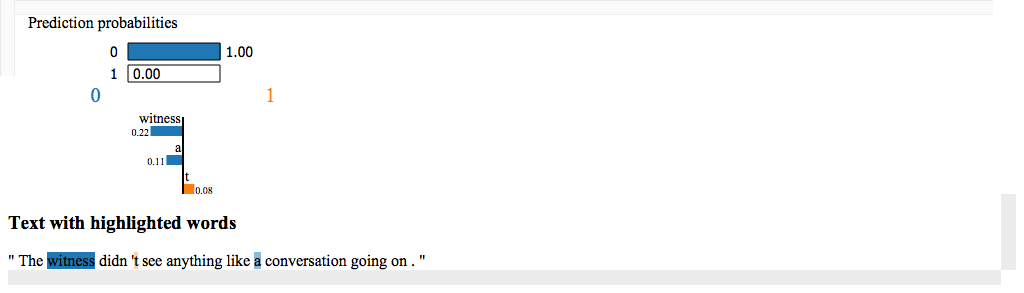 Prediction probabilities
0 1.00
1 0.00
0 1
witness
0.22
a
0.11
t
0.08
Text with highlighted words
" The witness didn 't see anything like a conversation going on . "